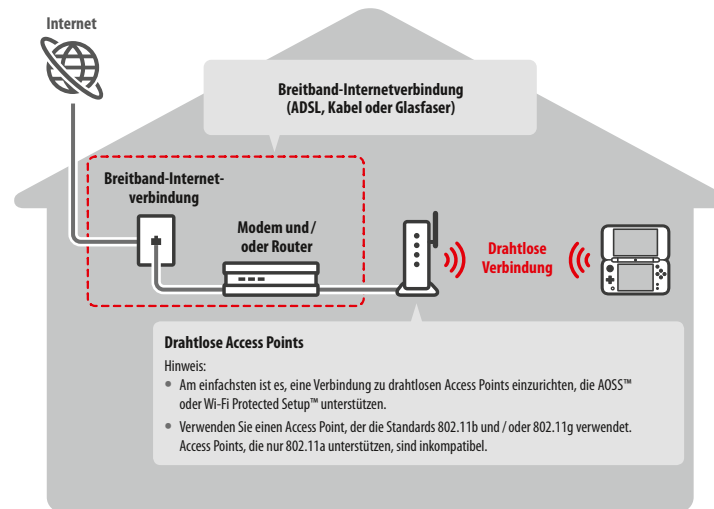 Internet
Breitband-Internetverbindung
(ADSL, Kabel oder Glasfaser)
Breitband-Internet-
verbindung
Modem und /
oder Router
Drahtlose
Verbindung
Drahtlose Access Points
Hinweis:
• Am einfachsten ist es, eine Verbindung zu drahtlosen Access Points einzurichten, die AOSS™
oder Wi-Fi Protected Setup™ unterstützen.
• Verwenden Sie einen Access Point, der die Standards 802.11b und / oder 802.11g verwendet.
Access Points, die nur 802.11a unterstützen, sind inkompatibel.